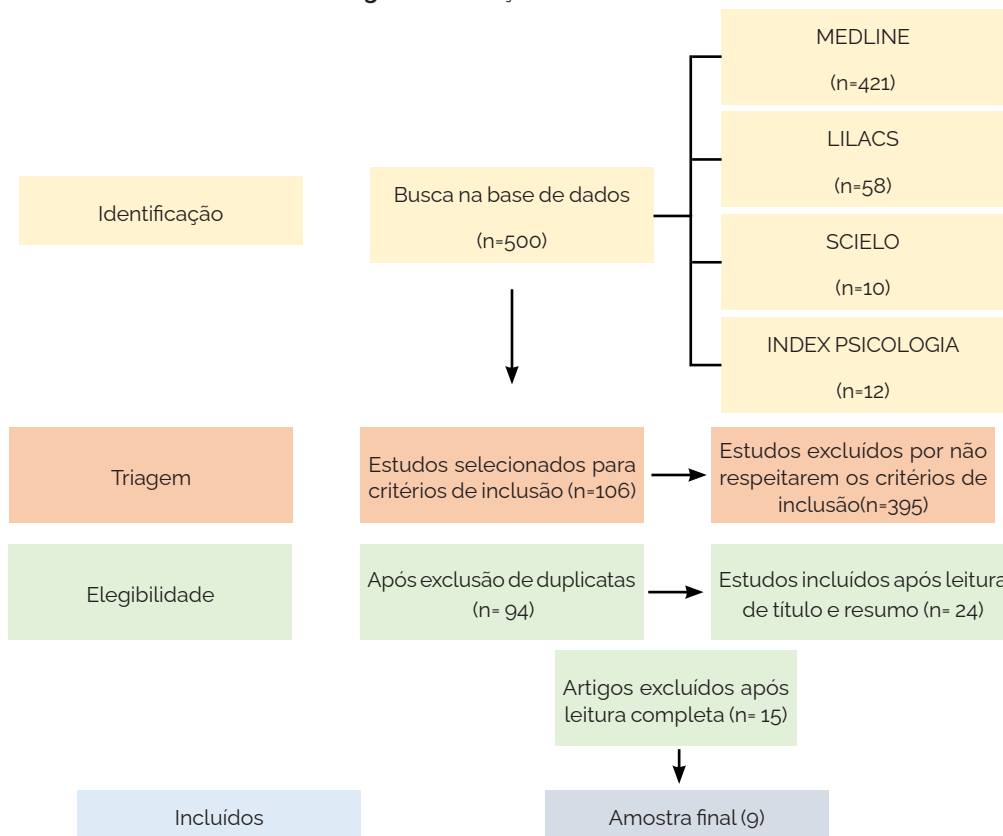 MEDLINE
(n=421)
LILACS
(n=58)
Identificação
Busca na base de dados
(n=500)
SCIELO
(n=10)
INDEX PSICOLOGIA
(n=12)
Triagem
Estudos selecionados para
critérios de inclusão (n=106)
Estudos excluídos por não
respeitarem os critérios de
inclusão(n=395)
Elegibilidade
Após exclusão de duplicatas
(n= 94)
Estudos incluídos após leitura
de título e resumo (n= 24)
Artigos excluídos após
leitura completa (n= 15)
Incluídos
Amostra final (9)